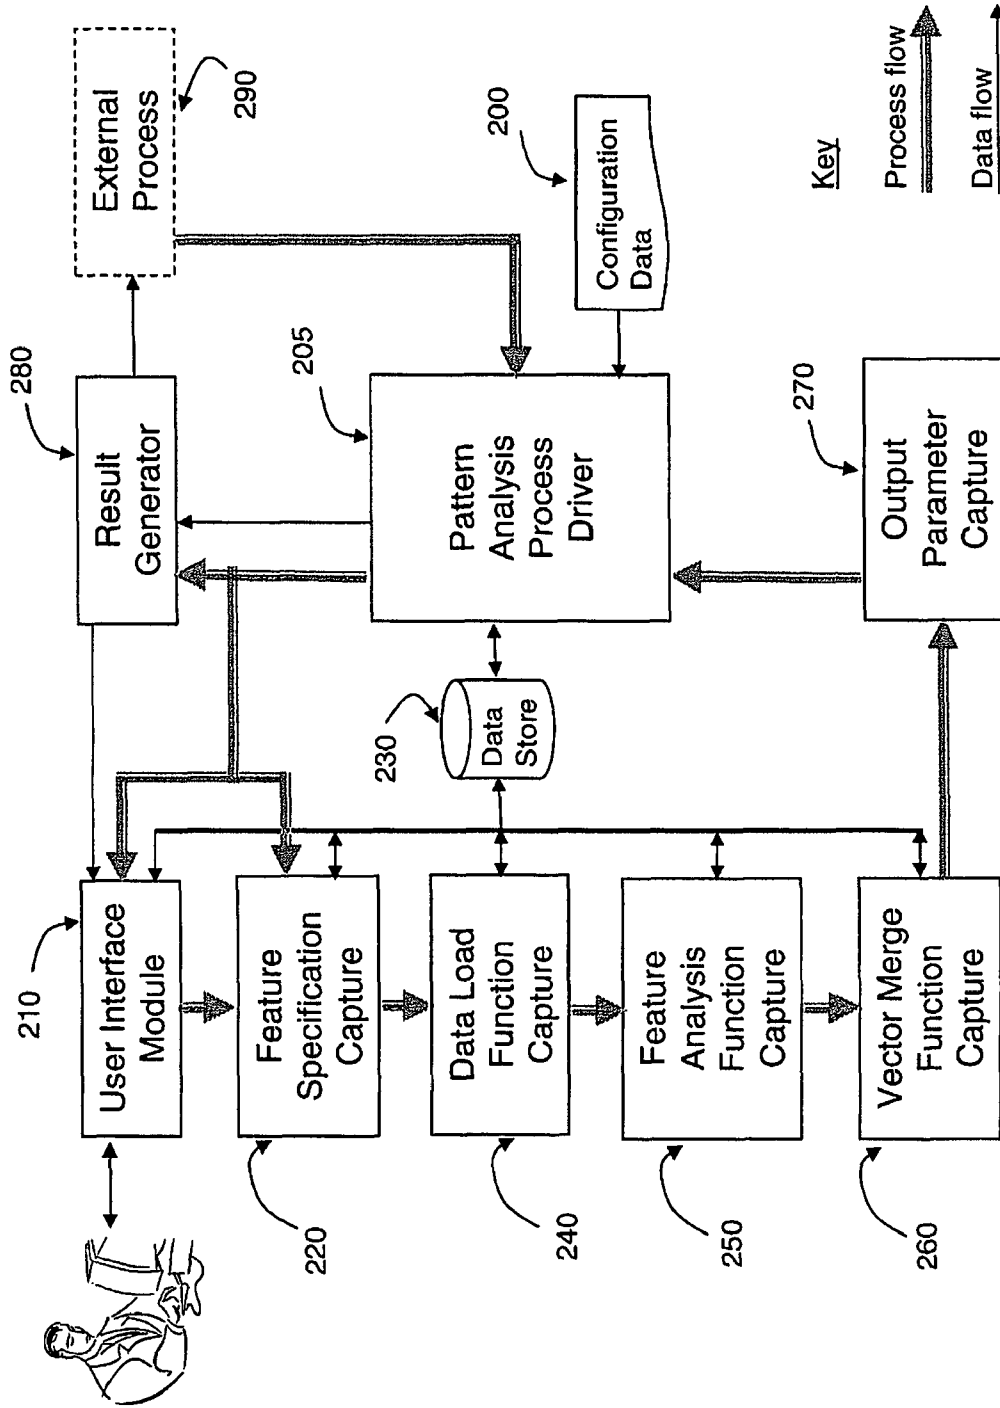 210
User Interface
Module
280
Result
Generator
External
Process
290
220
Feature
Specification
Capture
240
Data Load
Function
Capture
230
Data
Store
205
Pattern
Analysis
Process
Driver
200
Configuration
Data
250
Feature
Analysis
Function
Capture
260
Vector Merge
Function
Capture
270
Output
Parameter
Capture
Key
Process flow
Data flow